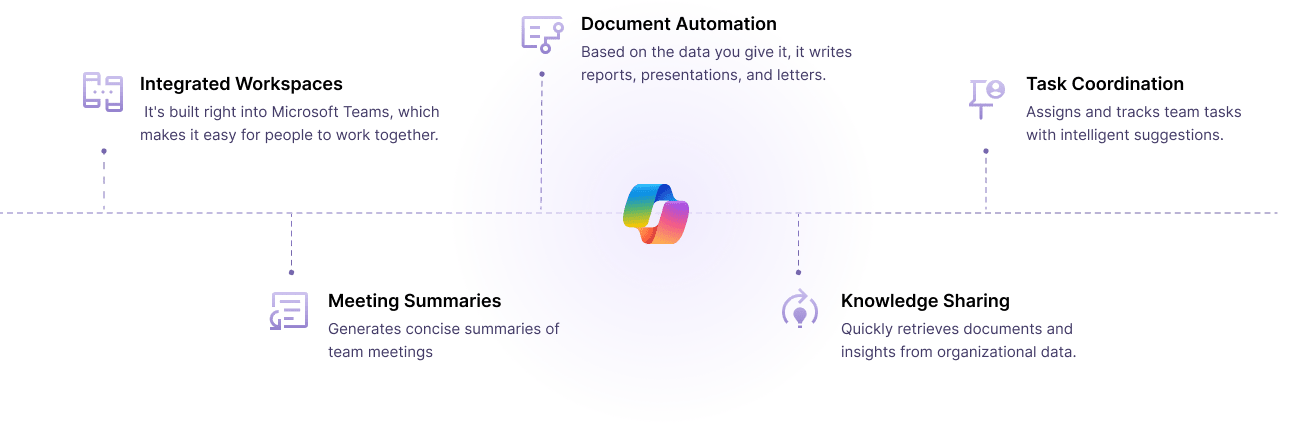 Document Automation
Based on the data you give it, it writes
reports, presentations, and letters.
Integrated Workspaces
It's built right into Microsoft Teams, which
makes it easy for people to work together.
Task Coordination
Assigns and tracks team tasks
with intelligent suggestions.
Meeting Summaries
Generates concise summaries of
team meetings
Knowledge Sharing
Quickly retrieves documents and
insights from organizational data.